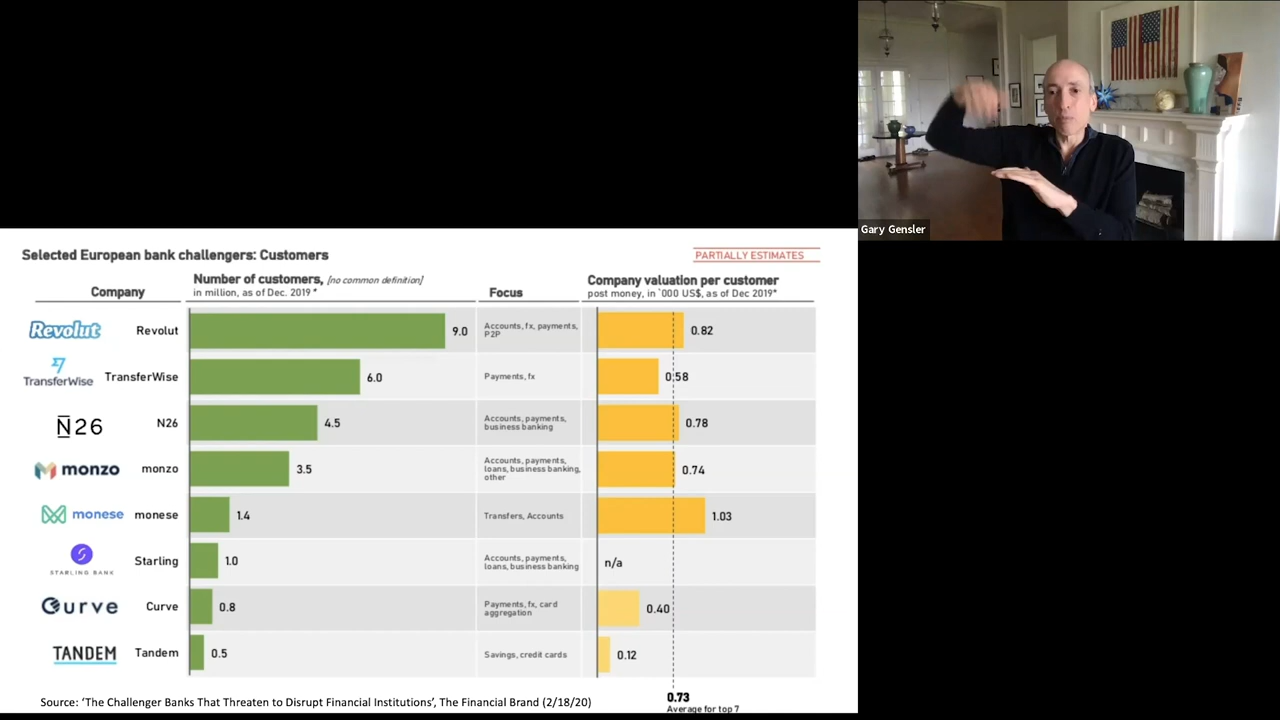 Gary Gensler
Selected European bank challengers: Customers
PARTIALLY ESTIMATES
Company
Number of customers, [no common definition]
in million, as of Dec. 2019 *
Focus
Company valuation per customer
post money, in `000 US$, as of Dec 2019*
Revolut
Revolut
9.0
Accounts, fx, payments,
P2P
0.82
TransferWise
TransferWise
6.0
Payments, fx
0.58
N26
N26
4.5
Accounts, payments,
business banking
0.78
monzo
monzo
3.5
Accounts, payments,
loans, business banking,
other
0.74
monese
monese
1.4
Transfers, Accounts
1.03
STARLING BANK
Starling
1.0
Accounts, payments,
loans, business banking
n/a
Curve
Curve
0.8
Payments, fx, card
aggregation
0.40
TANDEM
Tandem
0.5
Savings, credit cards
0.12
0.73
Average for top 7
Source: ‘The Challenger Banks That Threaten to Disrupt Financial Institutions’, The Financial Brand (2/18/20)